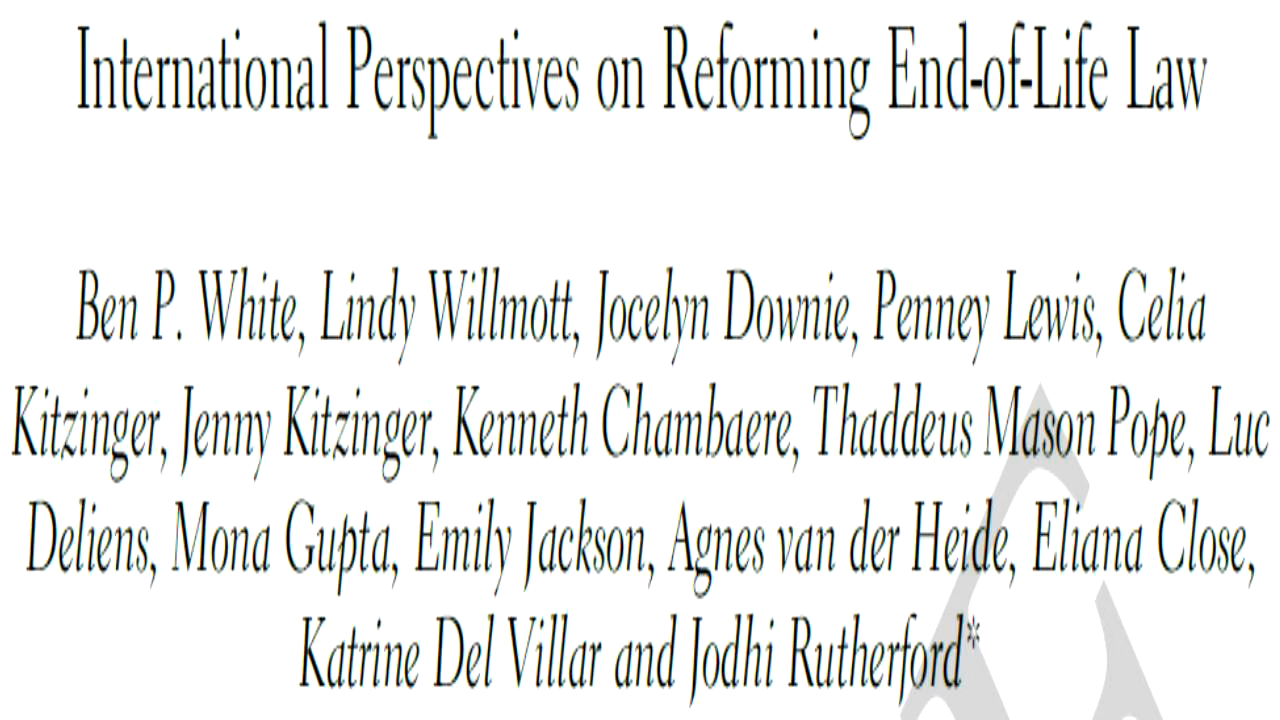 International Perspectives on Reforming End-of-Life Law
Ben P. White, Lindy Willmott, Jocelyn Downie, Penney Lewis, Celia
Kitzinger, Jenny Kitzinger, Kenneth Chambaere, Thaddeus Mason Pope, Luc
Deliens, Mona Gupta, Emily Jackson, Agnes van der Heide, Eliana Close,
Katrine Del Villar and Jodhi Rutherford*